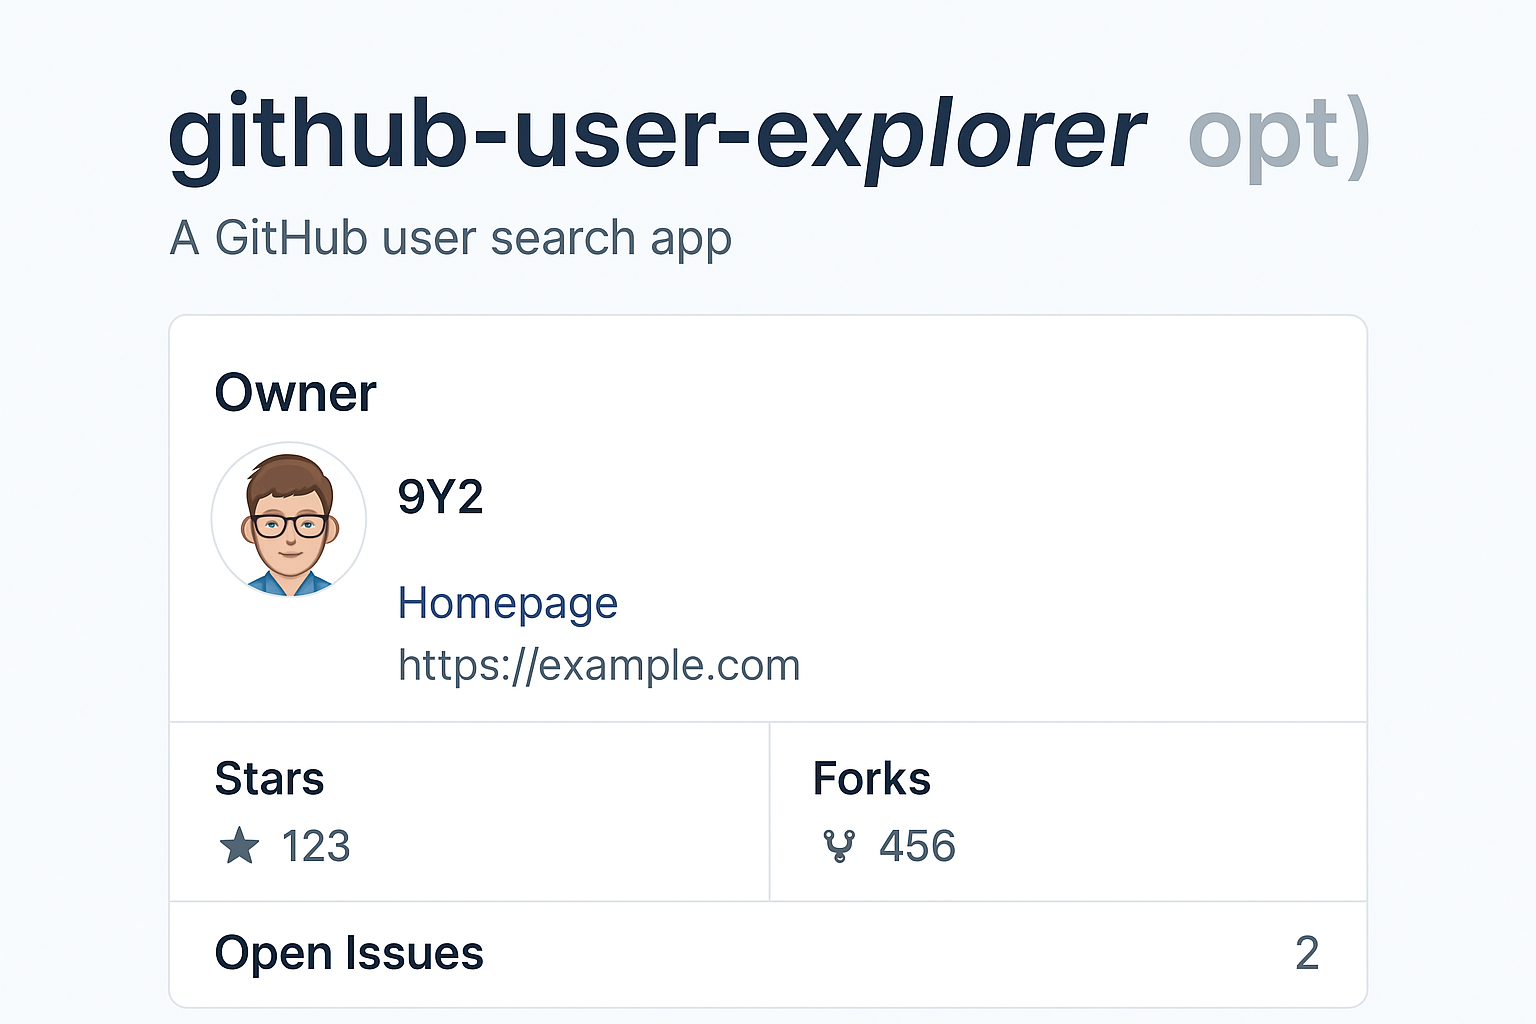 github-user-explorer opt)
A GitHub user search app
Owner
9Y2
Homepage
https://example.com
Stars
Forks
123
456
Open Issues
2